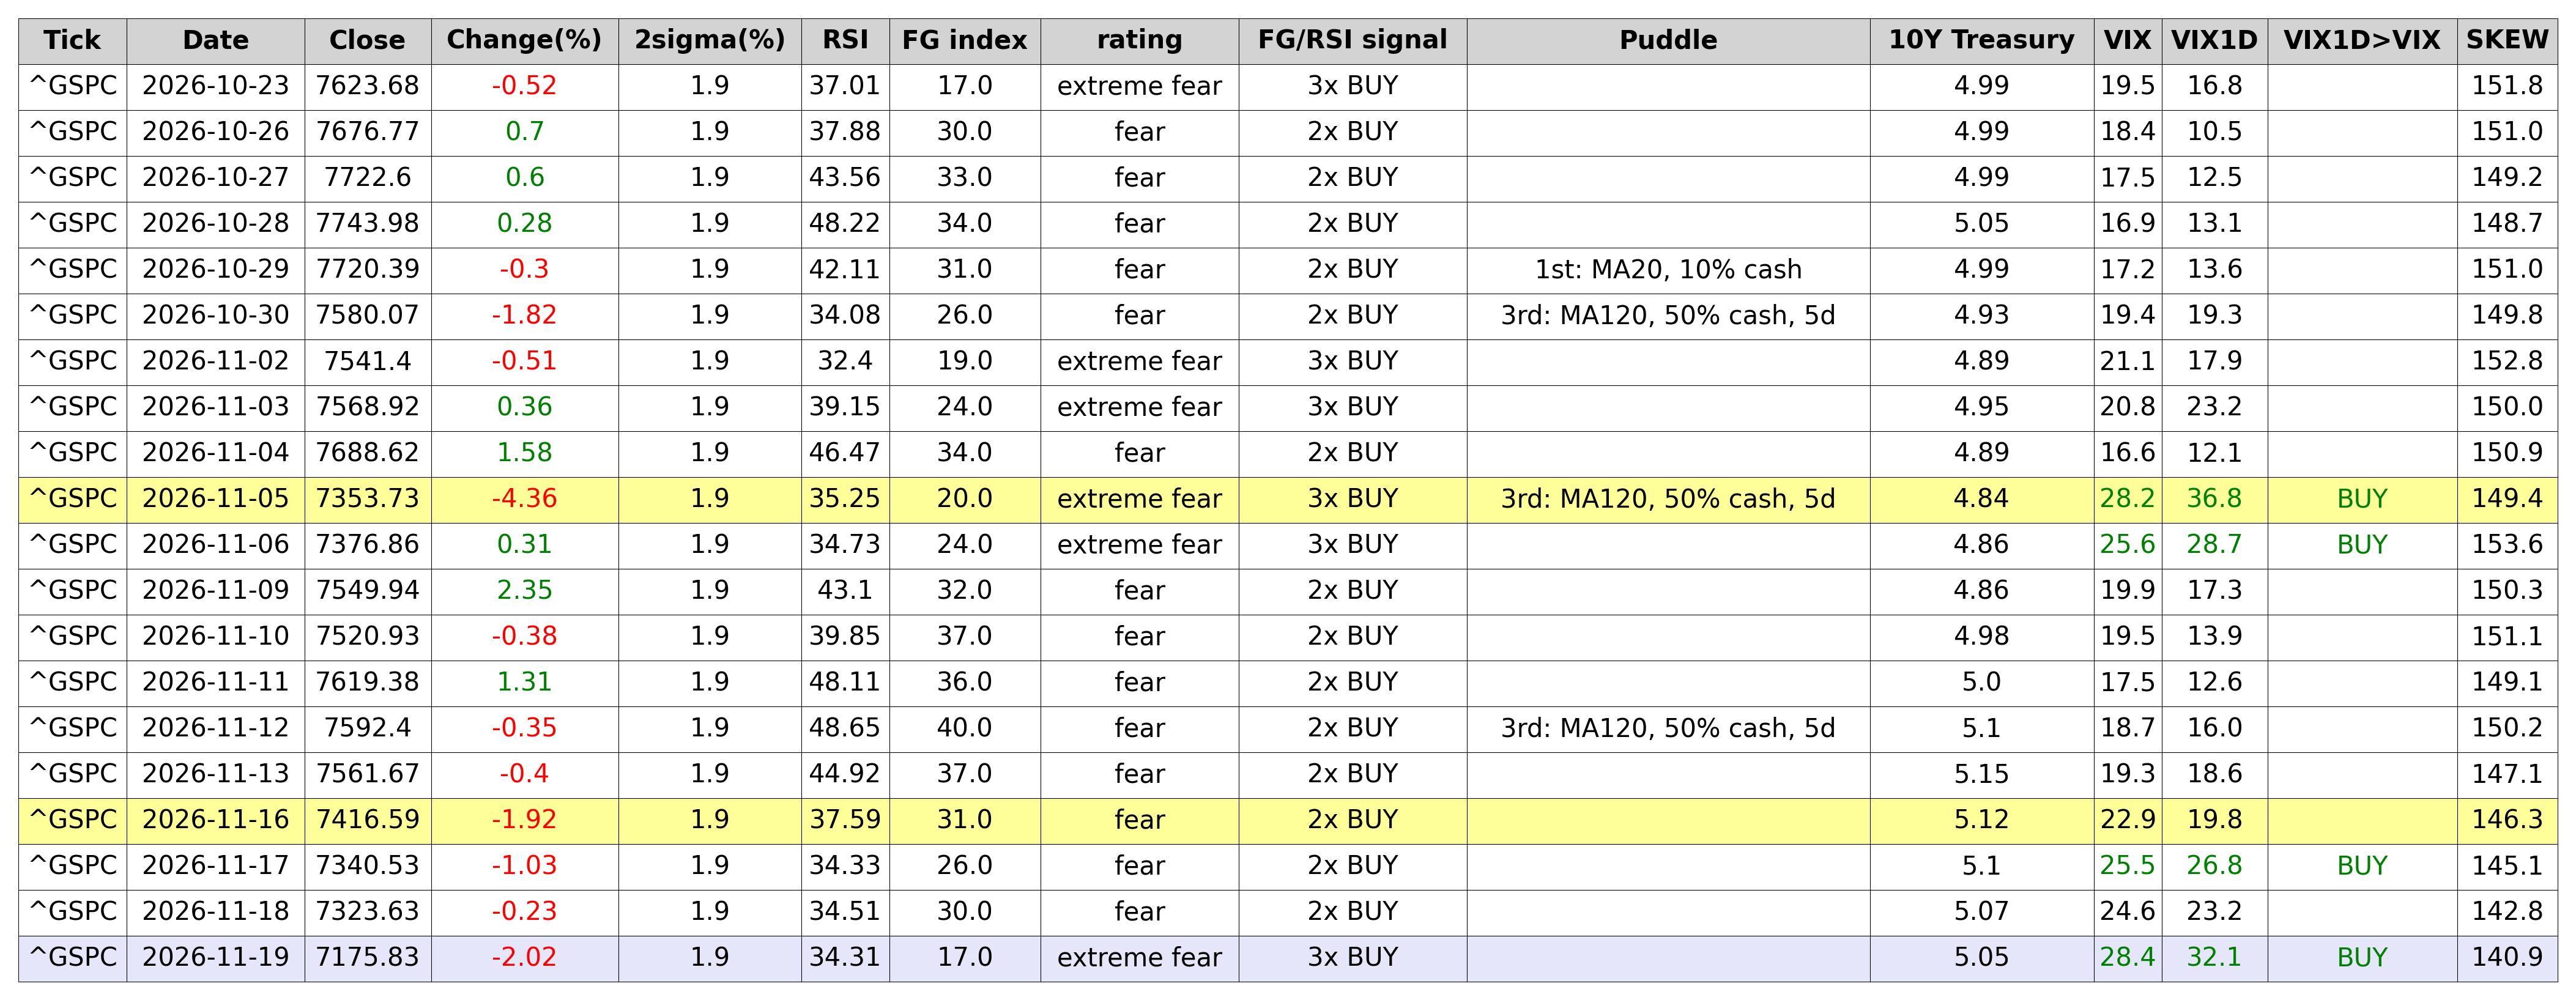 Tick Date Close Change(%) 2sigma(%) RSI FG index rating FG/RSI signal Puddle 10Y Treasury VIX VIX1D VIX1D>VIX SKEW
^GSPC 2026-10-23 7623.68 -0.52 1.9 37.01 17.0 extreme fear 3x BUY 4.99 19.5 16.8 151.8
^GSPC 2026-10-26 7676.77 0.7 1.9 37.88 30.0 fear 2x BUY 4.99 18.4 10.5 151.0
^GSPC 2026-10-27 7722.6 0.6 1.9 43.56 33.0 fear 2x BUY 4.99 17.5 12.5 149.2
^GSPC 2026-10-28 7743.98 0.28 1.9 48.22 34.0 fear 2x BUY 5.05 16.9 13.1 148.7
^GSPC 2026-10-29 7720.39 -0.3 1.9 42.11 31.0 fear 2x BUY 1st: MA20, 10% cash 4.99 17.2 13.6 151.0
^GSPC 2026-10-30 7580.07 -1.82 1.9 34.08 26.0 fear 2x BUY 3rd: MA120, 50% cash, 5d 4.93 19.4 19.3 149.8
^GSPC 2026-11-02 7541.4 -0.51 1.9 32.4 19.0 extreme fear 3x BUY 4.89 21.1 17.9 152.8
^GSPC 2026-11-03 7568.92 0.36 1.9 39.15 24.0 extreme fear 3x BUY 4.95 20.8 23.2 150.0
^GSPC 2026-11-04 7688.62 1.58 1.9 46.47 34.0 fear 2x BUY 4.89 16.6 12.1 150.9
^GSPC 2026-11-05 7353.73 -4.36 1.9 35.25 20.0 extreme fear 3x BUY 3rd: MA120, 50% cash, 5d 4.84 28.2 36.8 BUY 149.4
^GSPC 2026-11-06 7376.86 0.31 1.9 34.73 24.0 extreme fear 3x BUY 4.86 25.6 28.7 BUY 153.6
^GSPC 2026-11-09 7549.94 2.35 1.9 43.1 32.0 fear 2x BUY 4.86 19.9 17.3 150.3
^GSPC 2026-11-10 7520.93 -0.38 1.9 39.85 37.0 fear 2x BUY 4.98 19.5 13.9 151.1
^GSPC 2026-11-11 7619.38 1.31 1.9 48.11 36.0 fear 2x BUY 5.0 17.5 12.6 149.1
^GSPC 2026-11-12 7592.4 -0.35 1.9 48.65 40.0 fear 2x BUY 3rd: MA120, 50% cash, 5d 5.1 18.7 16.0 150.2
^GSPC 2026-11-13 7561.67 -0.4 1.9 44.92 37.0 fear 2x BUY 5.15 19.3 18.6 147.1
^GSPC 2026-11-16 7416.59 -1.92 1.9 37.59 31.0 fear 2x BUY 5.12 22.9 19.8 146.3
^GSPC 2026-11-17 7340.53 -1.03 1.9 34.33 26.0 fear 2x BUY 5.1 25.5 26.8 BUY 145.1
^GSPC 2026-11-18 7323.63 -0.23 1.9 34.51 30.0 fear 2x BUY 5.07 24.6 23.2 142.8
^GSPC 2026-11-19 7175.83 -2.02 1.9 34.31 17.0 extreme fear 3x BUY 5.05 28.4 32.1 BUY 140.9